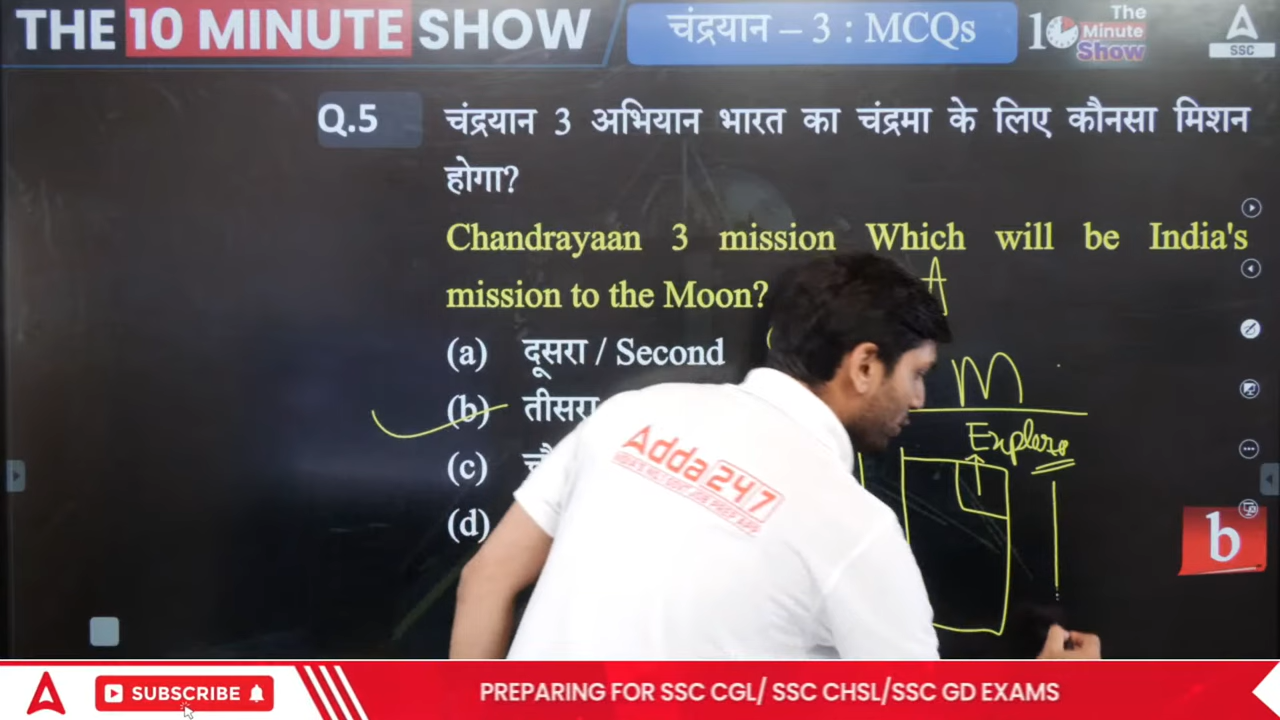 THE 10 MINUTE SHOW
चंद्रयान – 3 : MCQs
10 The Minute Show
SSC
Q.5 चंद्रयान 3 अभियान भारत का चंद्रमा के लिए कौनसा मिशन
होगा?
Chandrayaan 3 mission Which will be India's
mission to the Moon?
A
(a) दूसरा / Second
M
(b) तीसरा
(c)
(d)
Adda247
b
SUBSCRIBE
PREPARING FOR SSC CGL/ SSC CHSL/SSC GD EXAMS